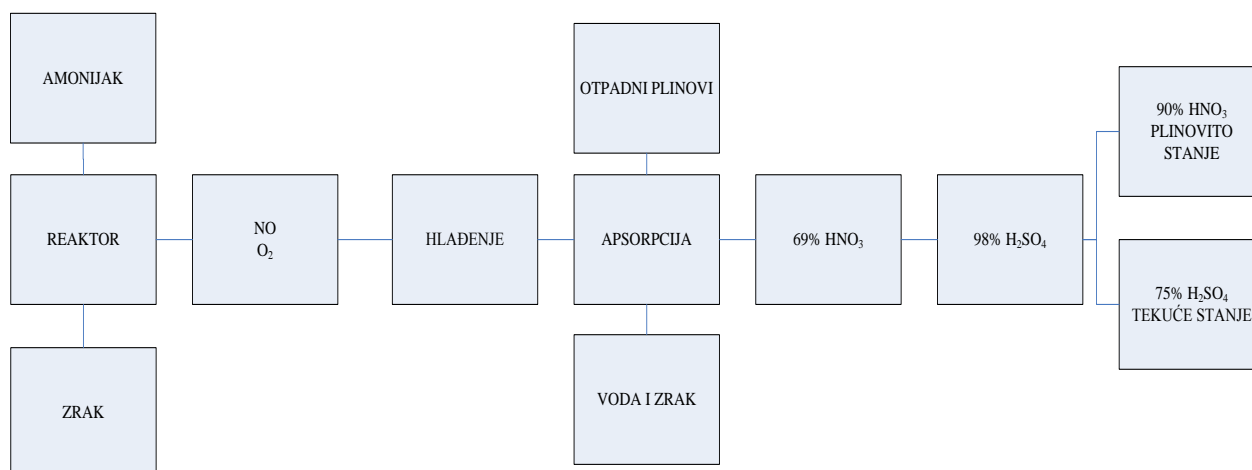 AMONIJAK
REAKTOR
ZRAK
NO
O₂
HLAĐENJE
OTPADNI PLINOVI
APSORPCIJA
VODA I ZRAK
69% HNO₃
98% H₂SO₄
90% HNO₃
PLINOVITO
STANJE
75% H₂SO₄
TEKUĆE STANJE